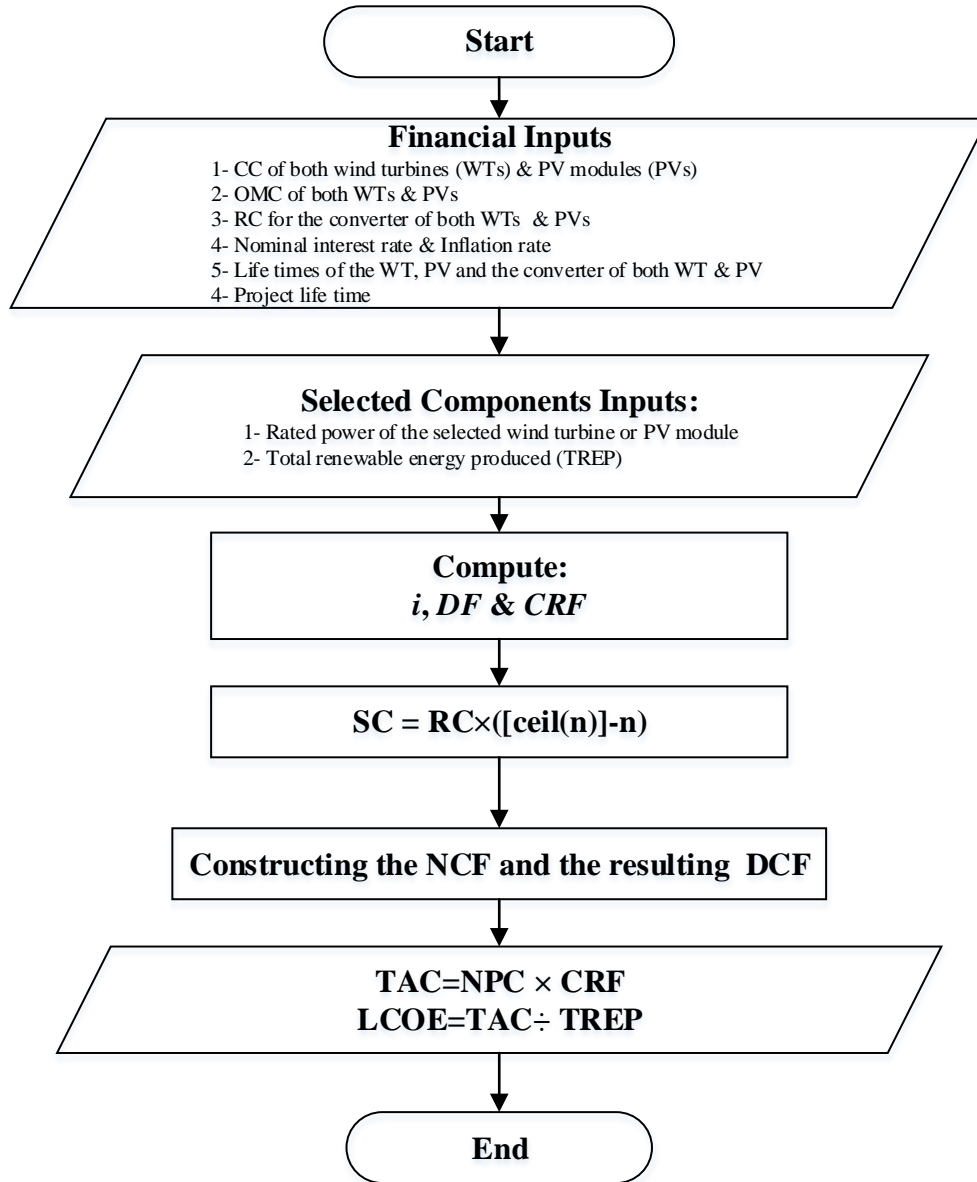 Start
Financial Inputs
1- CC of both wind turbines (WTs) & PV modules (PVs)
2- OMC of both WTs & PVs
3- RC for the converter of both WTs & PVs
4- Nominal interest rate & Inflation rate
5- Life times of the WT, PV and the converter of both WT & PV
4- Project life time
Selected Components Inputs:
1- Rated power of the selected wind turbine or PV module
2- Total renewable energy produced (TREP)
Compute:
i, DF & CRF
SC = RC×([ceil(n)]-n)
Constructing the NCF and the resulting DCF
TAC=NPC × CRF
LCOE=TAC÷ TREP
End